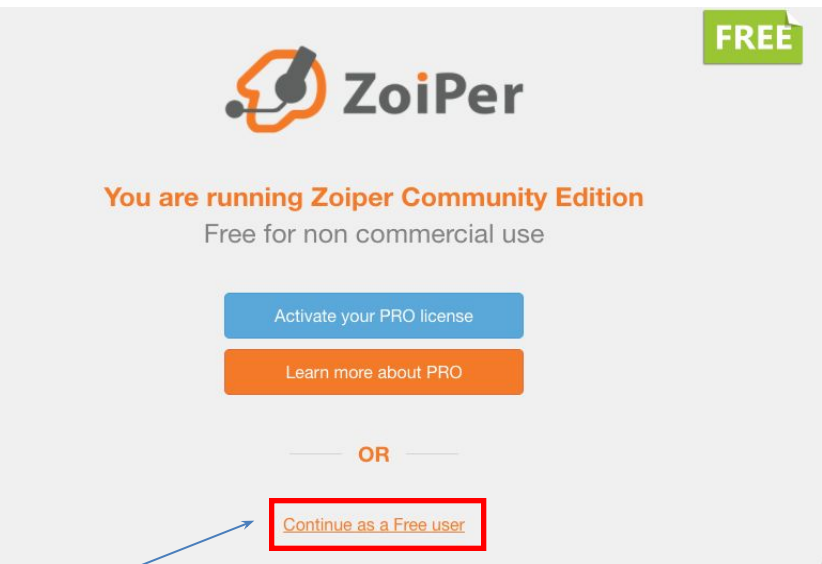 FREE
ZoiPer
You are running Zoiper Community Edition
Free for non commercial use
Activate your PRO license
Learn more about PRO
OR
Continue as a Free user